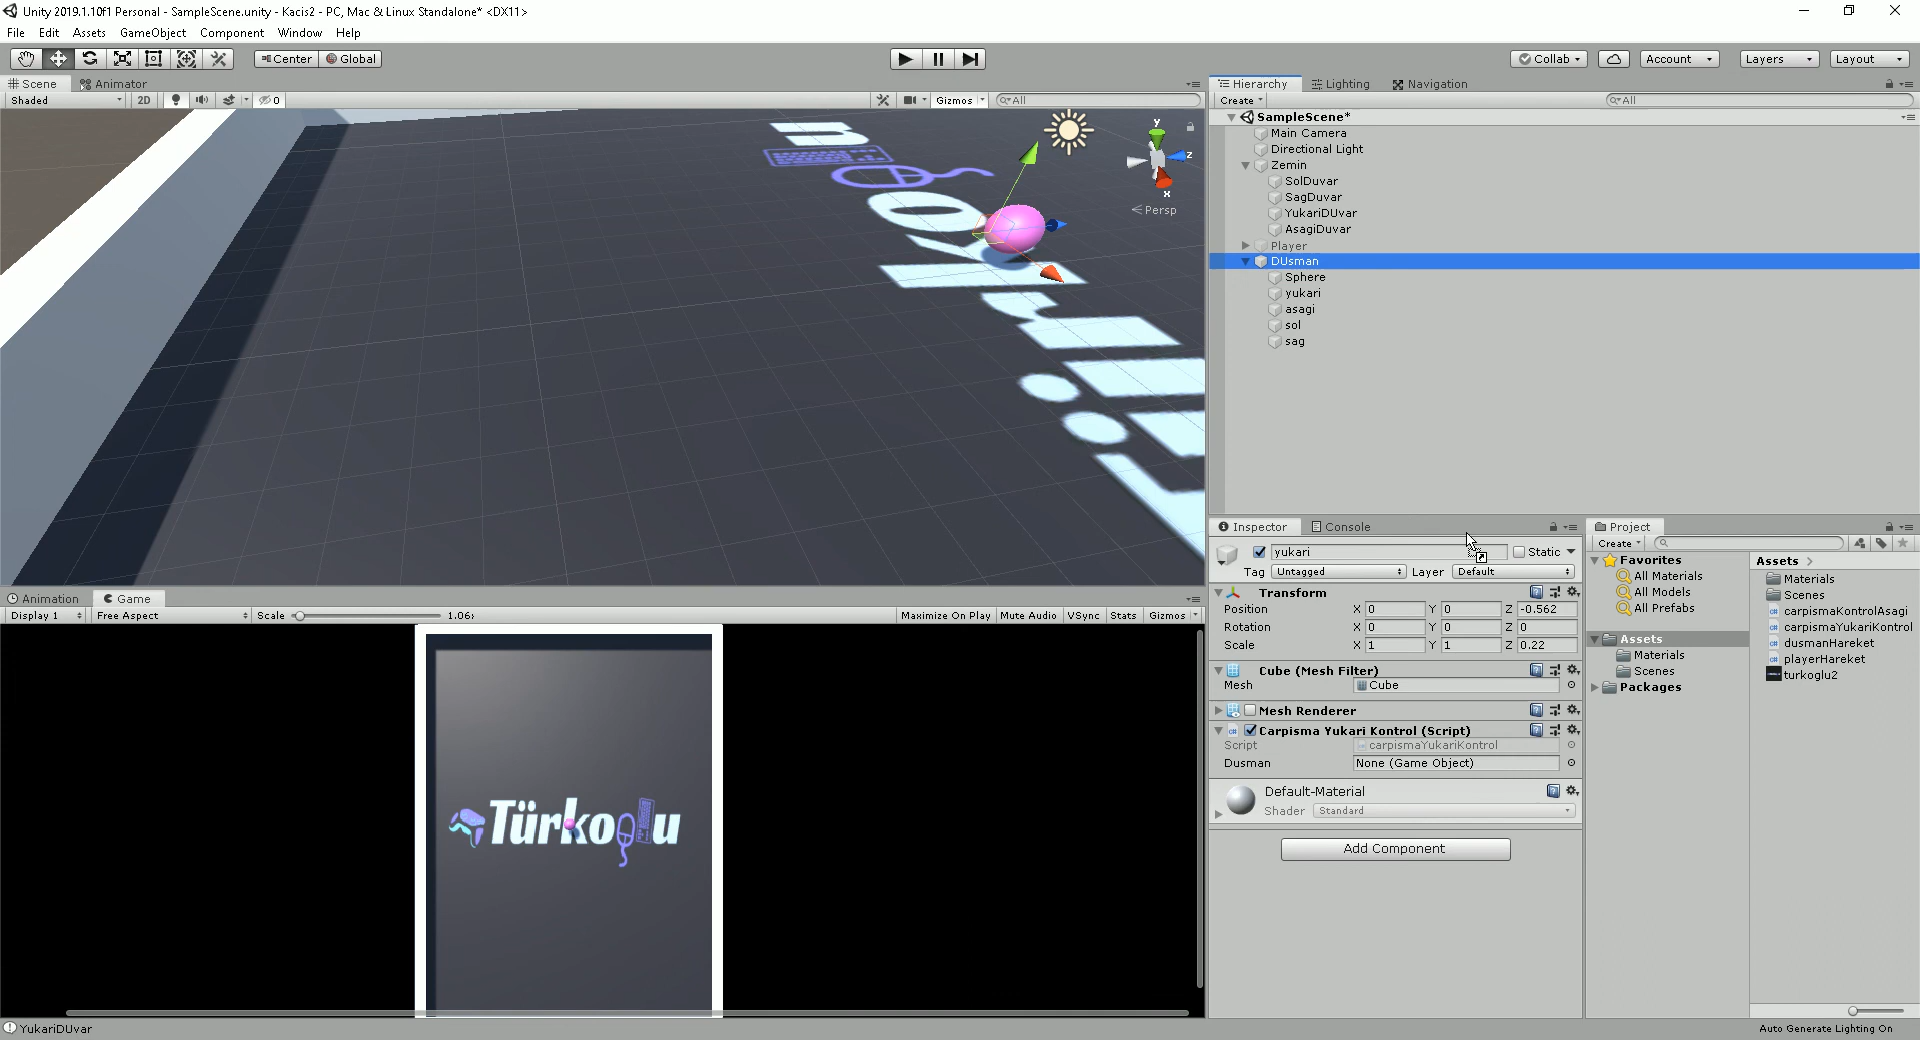 Unity 2019.1.10f1 Personal - SampleScene.unity - Kacis2 - PC, Mac & Linux Standalone* <DX11>
File Edit Assets GameObject Component Window Help
Center Global Collab Account Layers Layout
Scene Animator
Shaded 2D 0 Gizmos All
y z x
Persp
Hierarchy Lighting Navigation
Create All
SampleScene*
Main Camera
Directional Light
Zemin
SolDuvar
SagDuvar
YukariDUvar
AsagiDuvar
Player
DUsman
Sphere
yukari
asagi
sol
sag
Animation Game
Display 1 Free Aspect Scale 1.06x Maximize On Play Mute Audio VSync Stats Gizmos
Türkoglu
Inspector Console
yukari Static
Tag Untagged Layer Default
Transform
Position X 0 Y 0 Z -0.562
Rotation X 0 Y 0 Z 0
Scale X 1 Y 1 Z 0.22
Cube (Mesh Filter)
Mesh Cube
Mesh Renderer
Carpisma Yukari Kontrol (Script)
Script carpismaYukariKontrol
Dusman None (Game Object)
Default-Material
Shader Standard
Add Component
Project
Create
Favorites
All Materials
All Models
All Prefabs
Assets
Materials
Scenes
Packages
Assets
Materials
Scenes
carpismaKontrolAsagi
carpismaYukariKontrol
dusmanHareket
playerHareket
turkoglu2
YukariDUvar
Auto Generate Lighting On